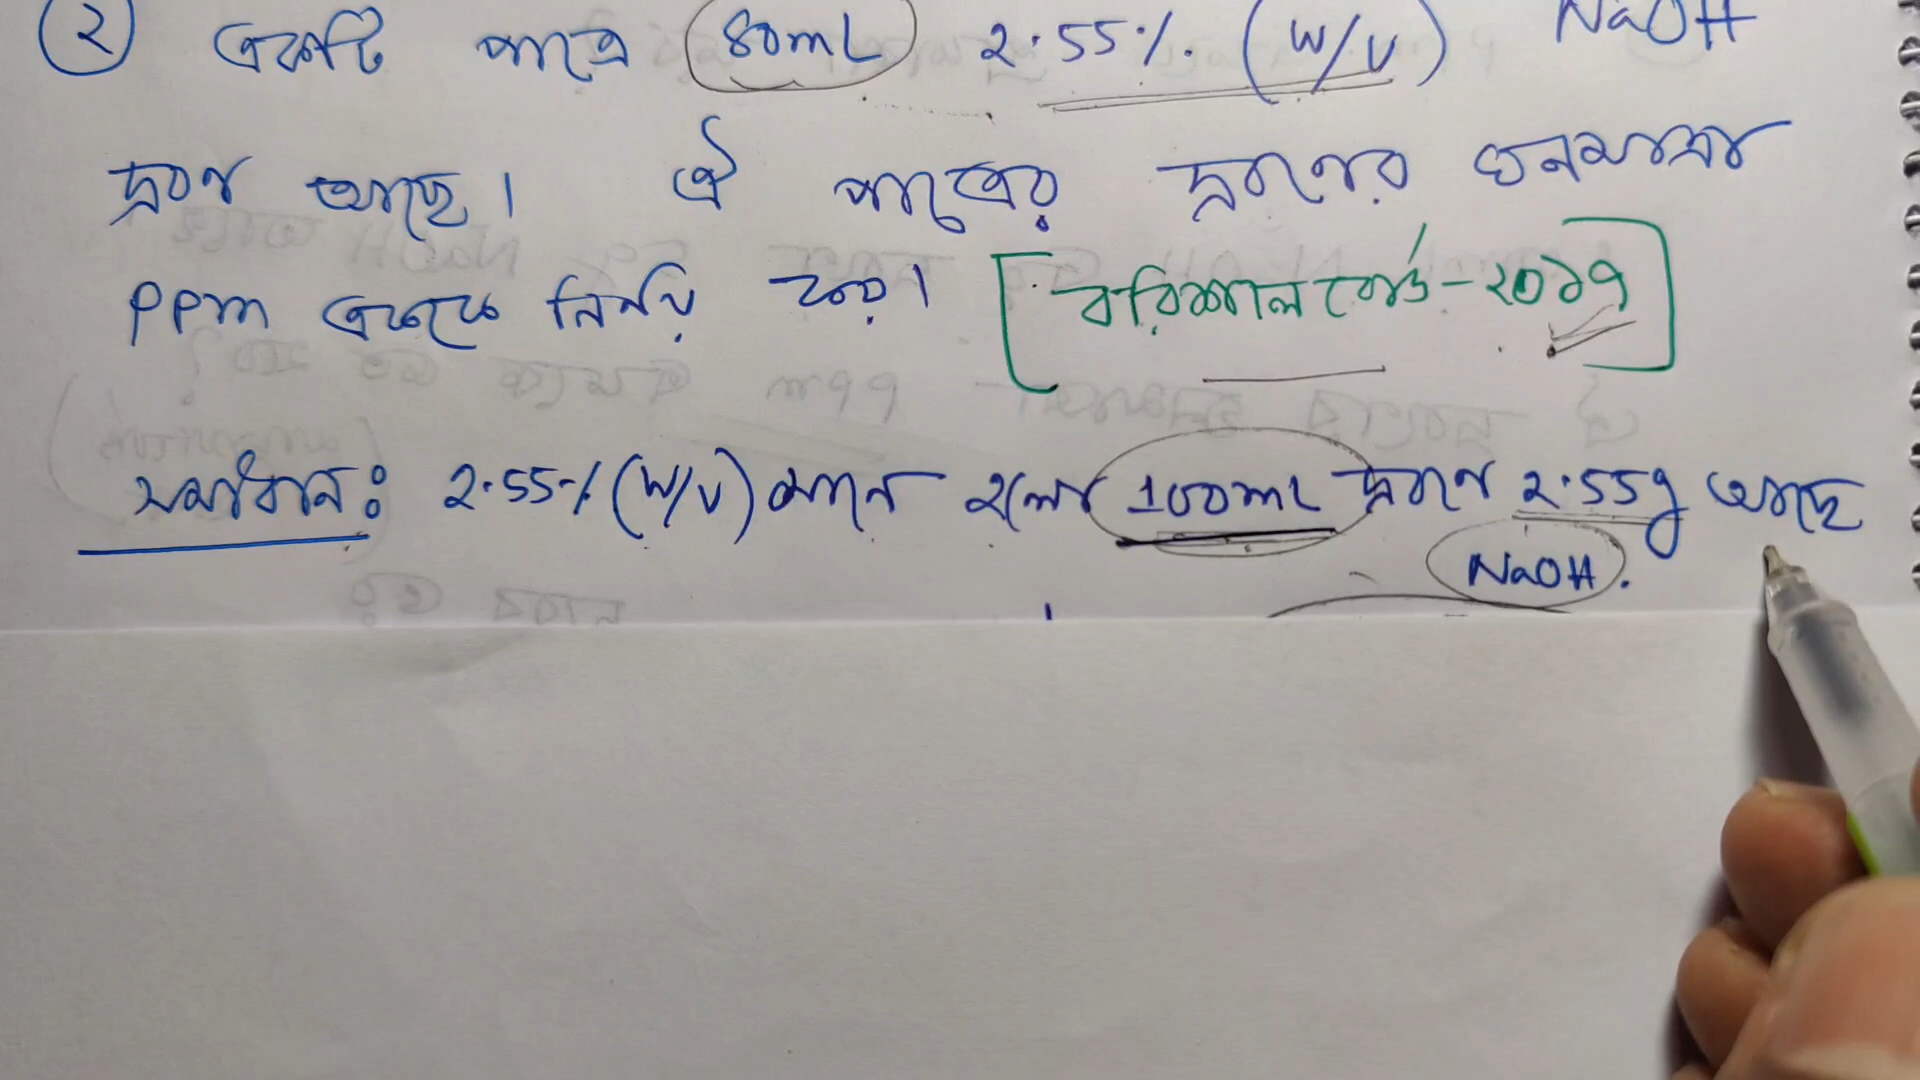 ২ একটি পাত্রে 80mL 2.55% (W/V) NaOH
দ্রবণ আছে। ঐ পাত্রের দ্রবণের ঘনমাত্রা
PPm এককে নির্ণয় কর। [বরিশাল বোর্ড-২০১৭]
সমাধানঃ 2.55% (W/V) মানে হলো 100mL দ্রবণে 2.55g আছে
NaOH.